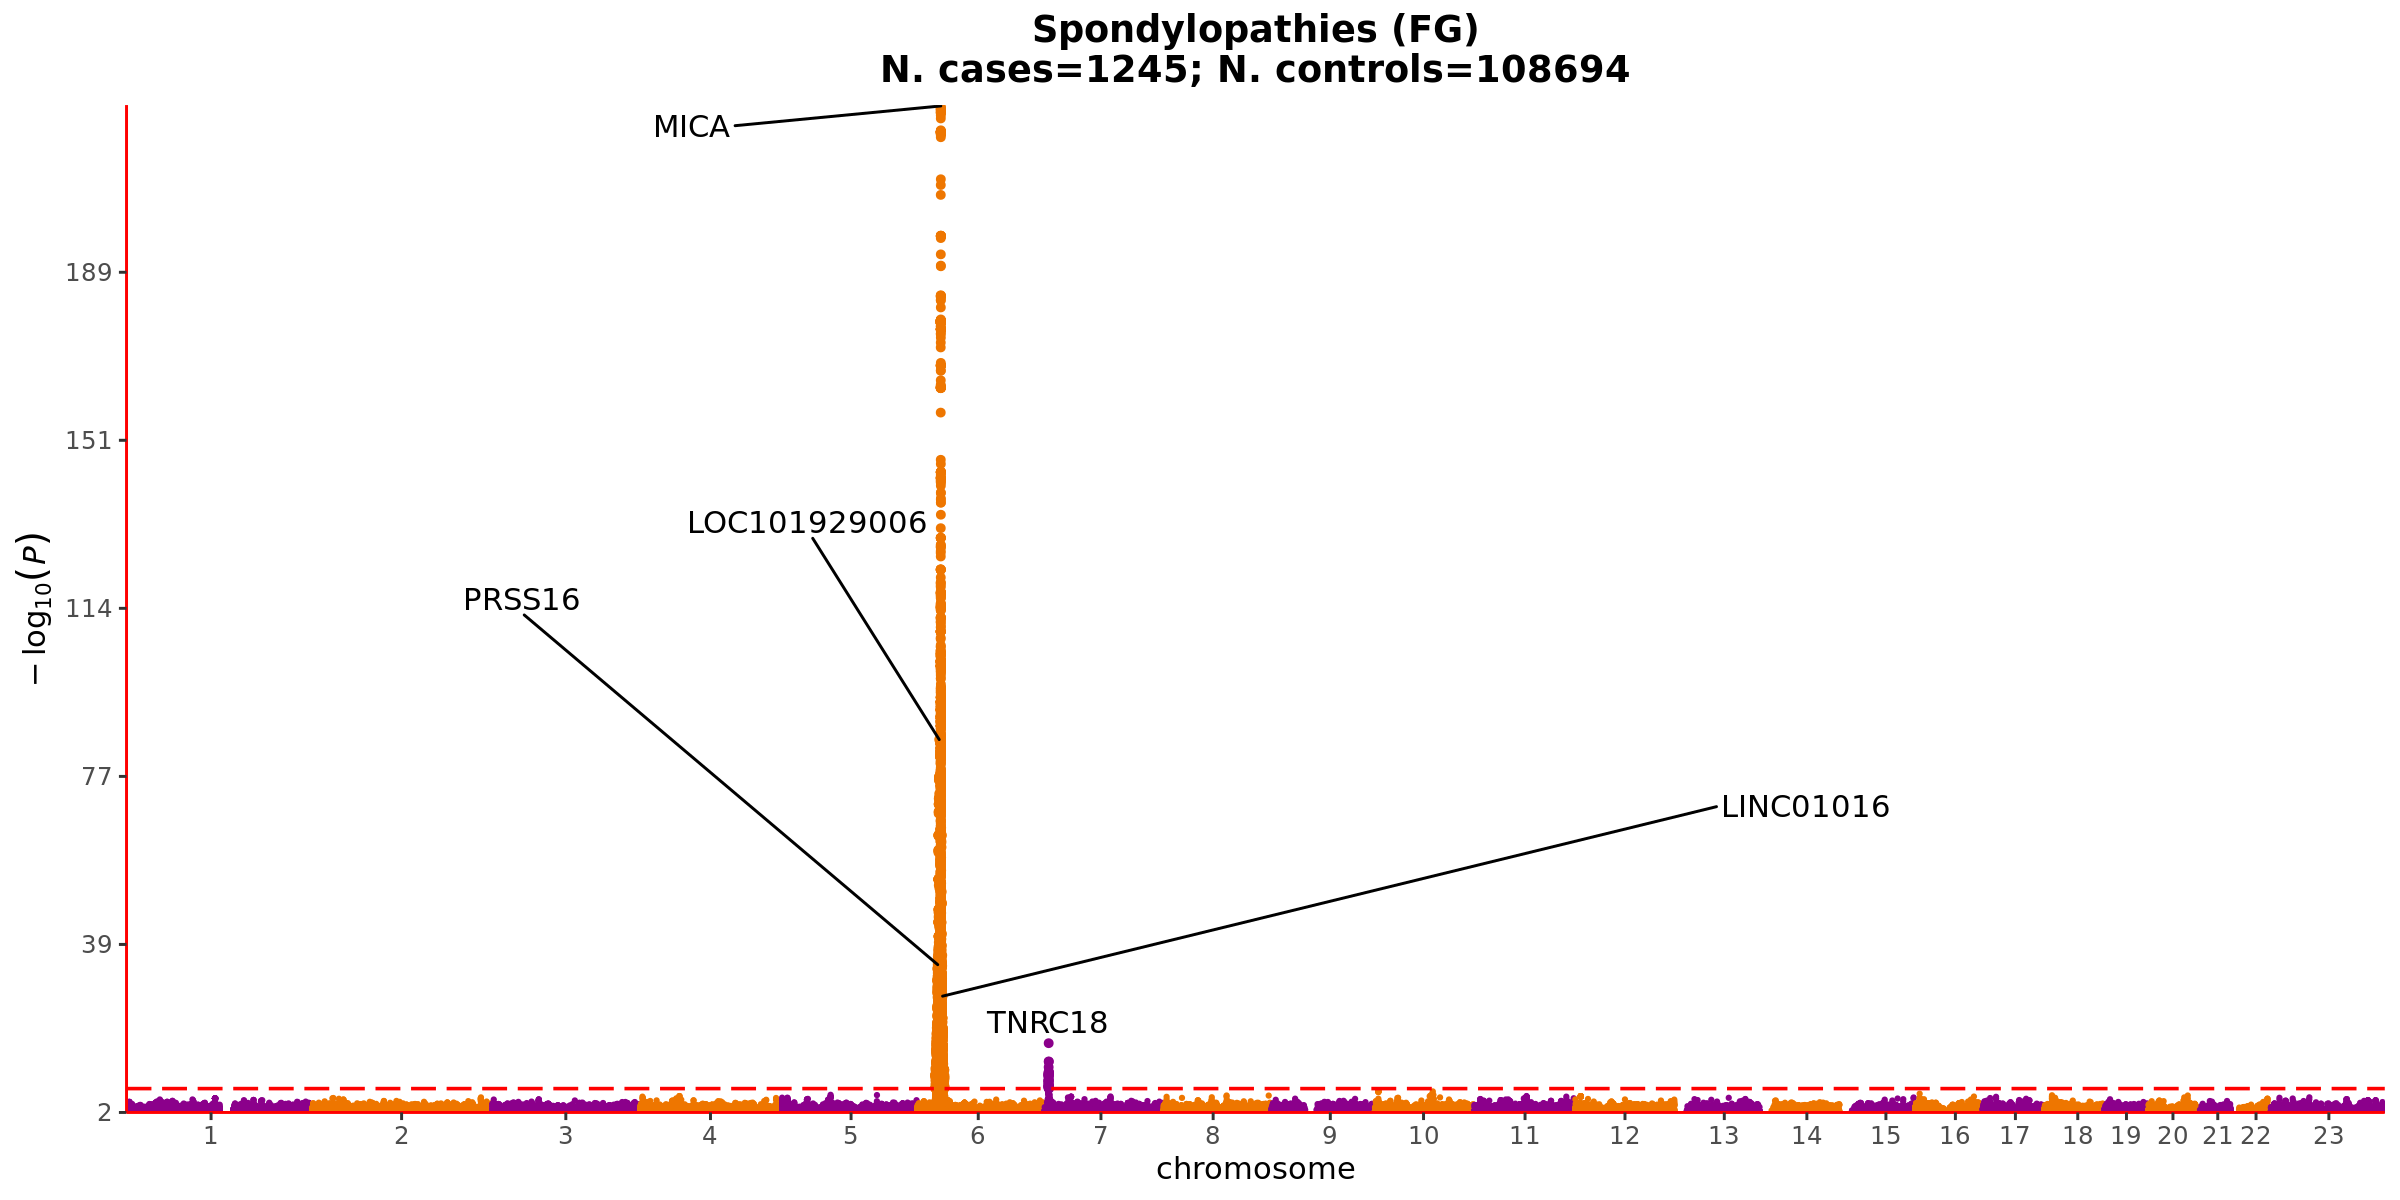 Spondylopathies (FG)
N. cases=1245; N. controls=108694
MICA
LOC101929006
PRSS16
LINC01016
TNRC18
189
151
114
77
39
2
− log10(P)
1 2 3 4 5 6 7 8 9 10 11 12 13 14 15 16 17 18 19 20 21 22 23
chromosome